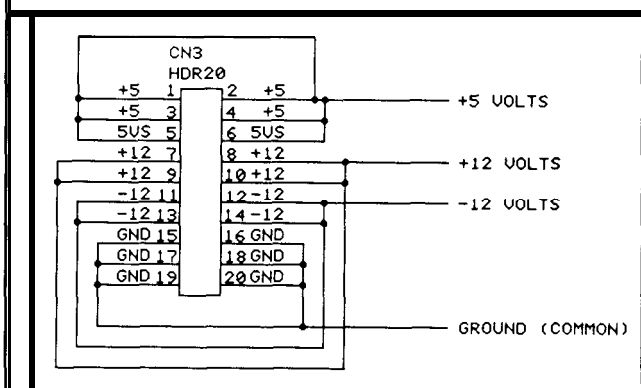 CN3
HDR20
+5 1 2 +5 +5 VOLTS
+5 3 4 +5
5VS 5 6 5VS
+12 7 8 +12 +12 VOLTS
+12 9 10 +12
-12 11 12 -12 -12 VOLTS
-12 13 14 -12
GND 15 16 GND
GND 17 18 GND
GND 19 20 GND
GROUND (COMMON)